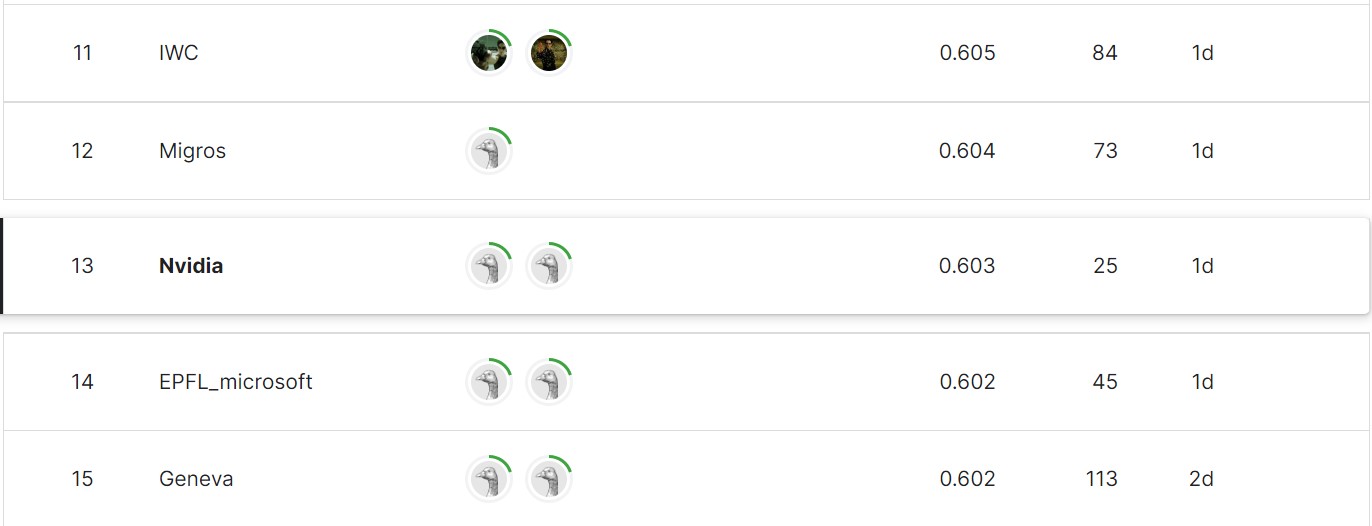 11 IWC 0.605 84 1d
12 Migros 0.604 73 1d
13 Nvidia 0.603 25 1d
14 EPFL_microsoft 0.602 45 1d
15 Geneva 0.602 113 2d